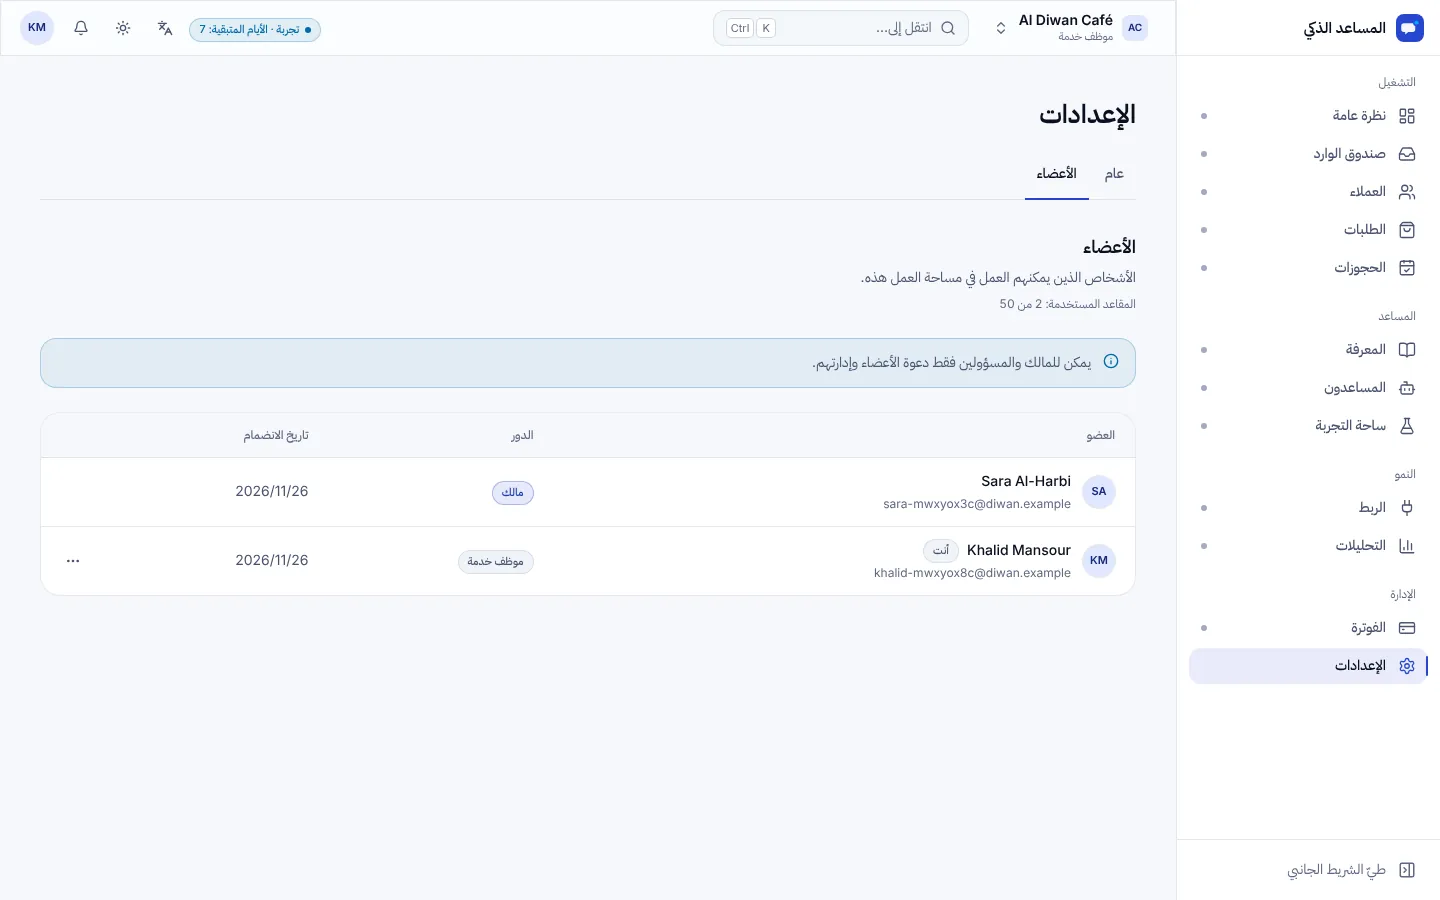 المساعد الذكي
AC
Al Diwan Café
موظف خدمة
انتقل إلى...
Ctrl K
تجربة · الأيام المتبقية: 7
KM
التشغيل
نظرة عامة
صندوق الوارد
العملاء
الطلبات
الحجوزات
المساعد
المعرفة
المساعدون
ساحة التجربة
النمو
الربط
التحليلات
الإدارة
الفوترة
الإعدادات
طيّ الشريط الجانبي
الإعدادات
عام
الأعضاء
الأعضاء
الأشخاص الذين يمكنهم العمل في مساحة العمل هذه.
المقاعد المستخدمة: 2 من 50
يمكن للمالك والمسؤولين فقط دعوة الأعضاء وإدارتهم.
العضو الدور تاريخ الانضمام
SA Sara Al-Harbi مالك 2026/11/26
sara-mwxyox3c@diwan.example
KM Khalid Mansour أنت موظف خدمة 2026/11/26
khalid-mwxyox8c@diwan.example